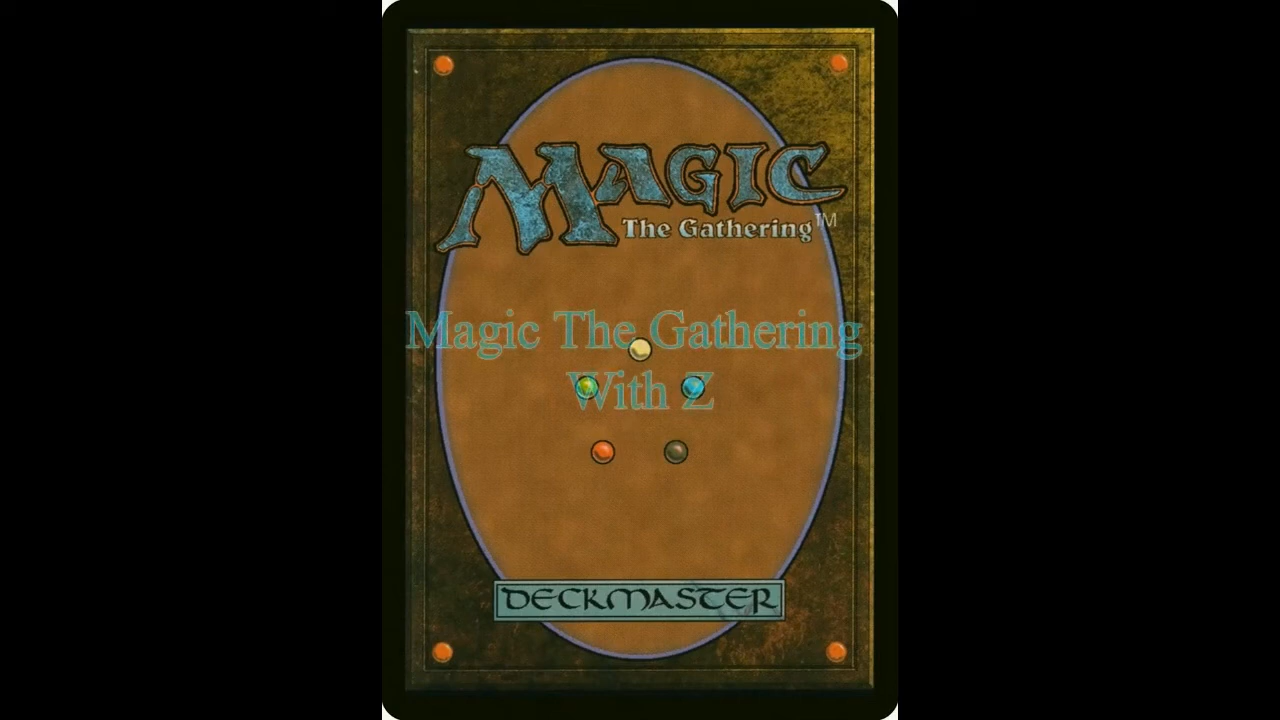 MAGIC
The Gathering™
Magic The Gathering
With Z
DECKMASTER